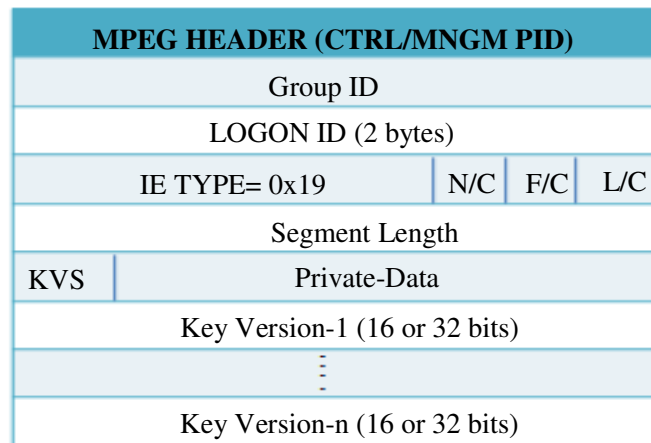 MPEG HEADER (CTRL/MNGM PID)
Group ID
LOGON ID (2 bytes)
IE TYPE= 0x19 N/C F/C L/C
Segment Length
KVS Private-Data
Key Version-1 (16 or 32 bits)
Key Version-n (16 or 32 bits)